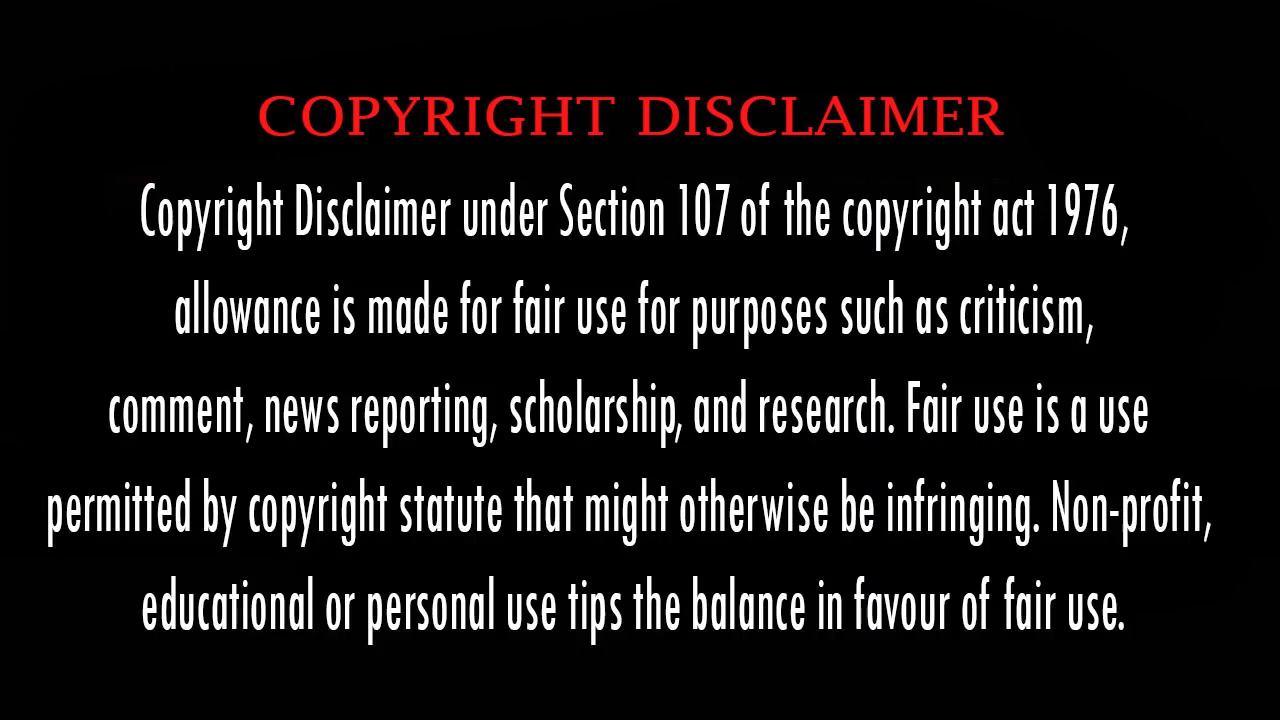 COPYRIGHT DISCLAIMER
Copyright Disclaimer under Section 107 of the copyright act 1976,
allowance is made for fair use for purposes such as criticism,
comment, news reporting, scholarship, and research. Fair use is a use
permitted by copyright statute that might otherwise be infringing. Non-profit,
educational or personal use tips the balance in favour of fair use.